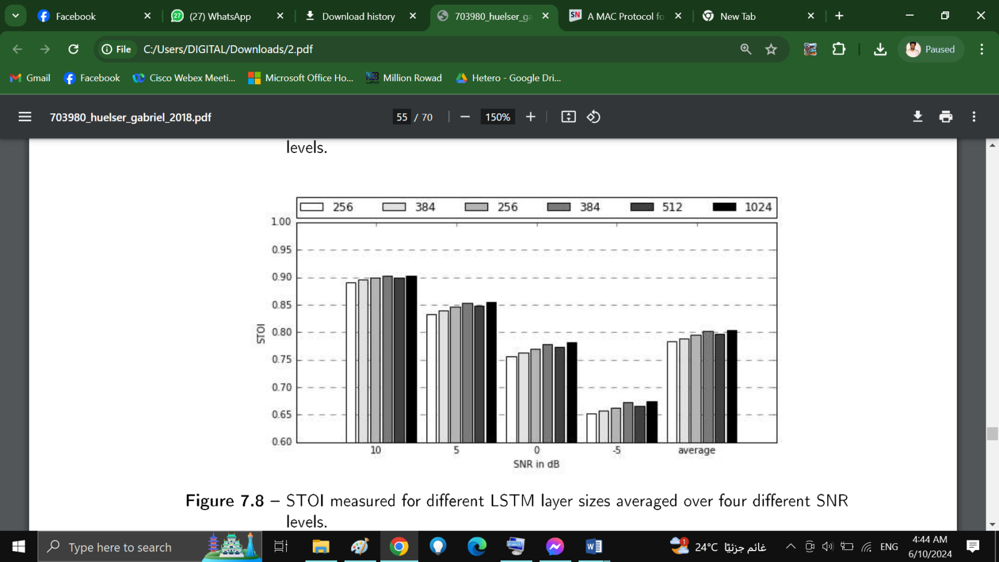 Facebook
(27) WhatsApp
Download history
703980_huelser_ga
A MAC Protocol fo
New Tab
File C:/Users/DIGITAL/Downloads/2.pdf
Paused
Gmail
Facebook
Cisco Webex Meeti...
Microsoft Office Ho...
Million Rowad
Hetero - Google Dri...
703980_huelser_gabriel_2018.pdf
55 / 70
150%
levels.
256 384 256 384 512 1024
1.00
0.95
0.90
0.85
0.80
0.75
0.70
0.65
0.60
STOI
10 5 0 -5 average
SNR in dB
Figure 7.8 – STOI measured for different LSTM layer sizes averaged over four different SNR
levels.
Type here to search
1
24°C غائم جزئيًا
ENG
4:44 AM
6/10/2024